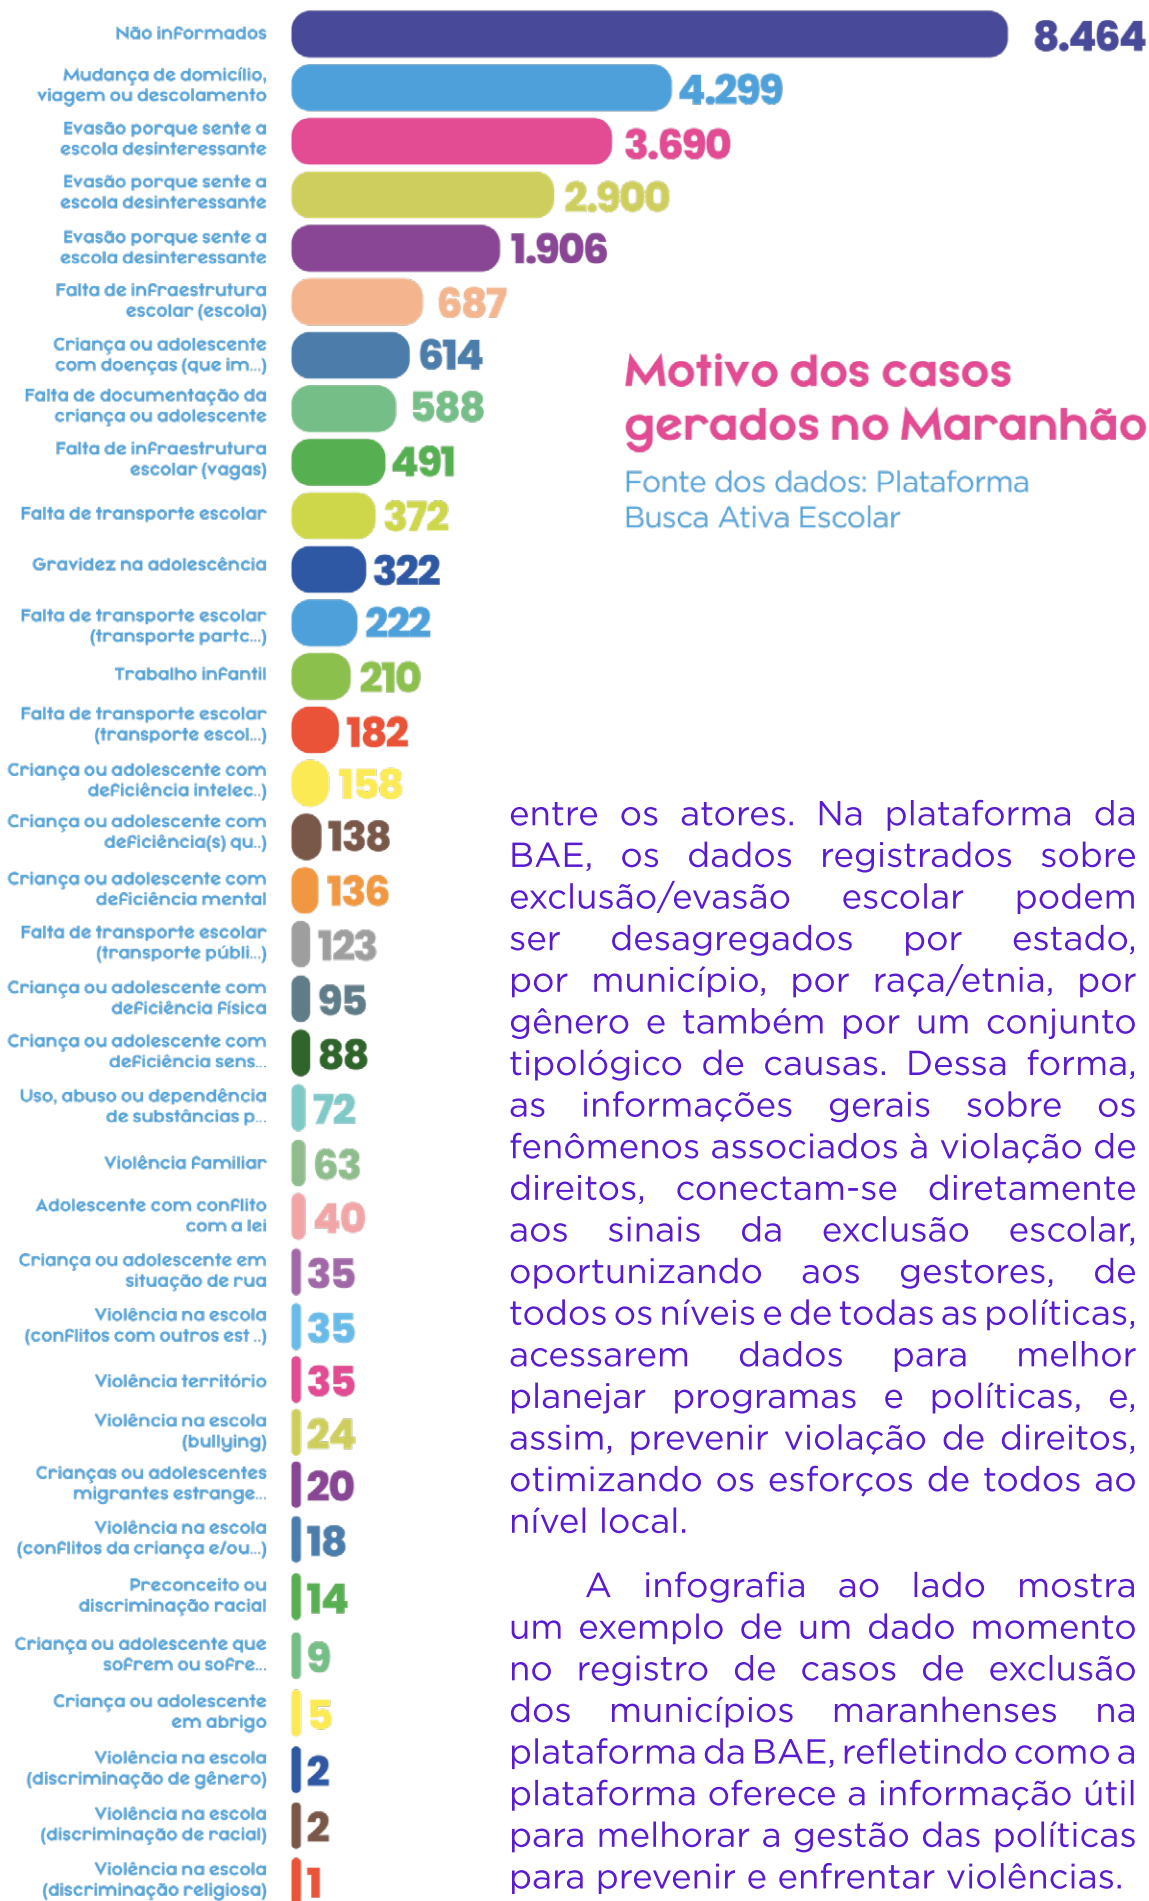 Não informados
8.464
Mudança de domicílio,
viagem ou descolamento
4.299
Evasão porque sente a
escola desinteressante
3.690
Evasão porque sente a
escola desinteressante
2.900
Evasão porque sente a
escola desinteressante
1.906
Falta de infraestrutura
escolar (escola)
687
Criança ou adolescente
com doenças (que im...)
614
Falta de documentação da
criança ou adolescente
588
Falta de infraestrutura
escolar (vagas)
491
Falta de transporte escolar
372
Gravidez na adolescência
322
Falta de transporte escolar
(transporte partc...)
222
Trabalho infantil
210
Falta de transporte escolar
(transporte escol...)
182
Criança ou adolescente com
deficiência intelec..)
158
Criança ou adolescente com
deficiência(s) qu..)
138
Criança ou adolescente com
deficiência mental
136
Falta de transporte escolar
(transporte públi...)
123
Criança ou adolescente com
deficiência física
95
Criança ou adolescente com
deficiência sens...
88
Uso, abuso ou dependência
de substâncias p...
72
Violência familiar
63
Adolescente com conflito
com a lei
40
Criança ou adolescente em
situação de rua
35
Violência na escola
(conflitos com outros est ..)
35
Violência território
35
Violência na escola
(bullying)
24
Crianças ou adolescentes
migrantes estrange...
20
Violência na escola
(conflitos da criança e/ou...)
18
Preconceito ou
discriminação racial
14
Criança ou adolescente que
sofrem ou sofre...
9
Criança ou adolescente
em abrigo
5
Violência na escola
(discriminação de gênero)
2
Violência na escola
(discriminação de racial)
2
Violência na escola
(discriminação religiosa)
1
Motivo dos casos
gerados no Maranhão
Fonte dos dados: Plataforma
Busca Ativa Escolar
entre os atores. Na plataforma da
BAE, os dados registrados sobre
exclusão/evasão escolar podem
ser desagregados por estado,
por município, por raça/etnia, por
gênero e também por um conjunto
tipológico de causas. Dessa forma,
as informações gerais sobre os
fenômenos associados à violação de
direitos, conectam-se diretamente
aos sinais da exclusão escolar,
oportunizando aos gestores, de
todos os níveis e de todas as políticas,
acessarem dados para melhor
planejar programas e políticas, e,
assim, prevenir violação de direitos,
otimizando os esforços de todos ao
nível local.
A infografia ao lado mostra
um exemplo de um dado momento
no registro de casos de exclusão
dos municípios maranhenses na
plataforma da BAE, refletindo como a
plataforma oferece a informação útil
para melhorar a gestão das políticas
para prevenir e enfrentar violências.